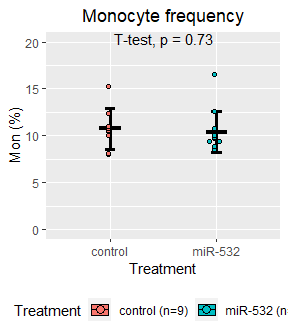 Monocyte frequency
T-test, p = 0.73
20
15
10
5
0
Mon (%)
control
miR-532
Treatment
Treatment
control (n=9)
miR-532 (n